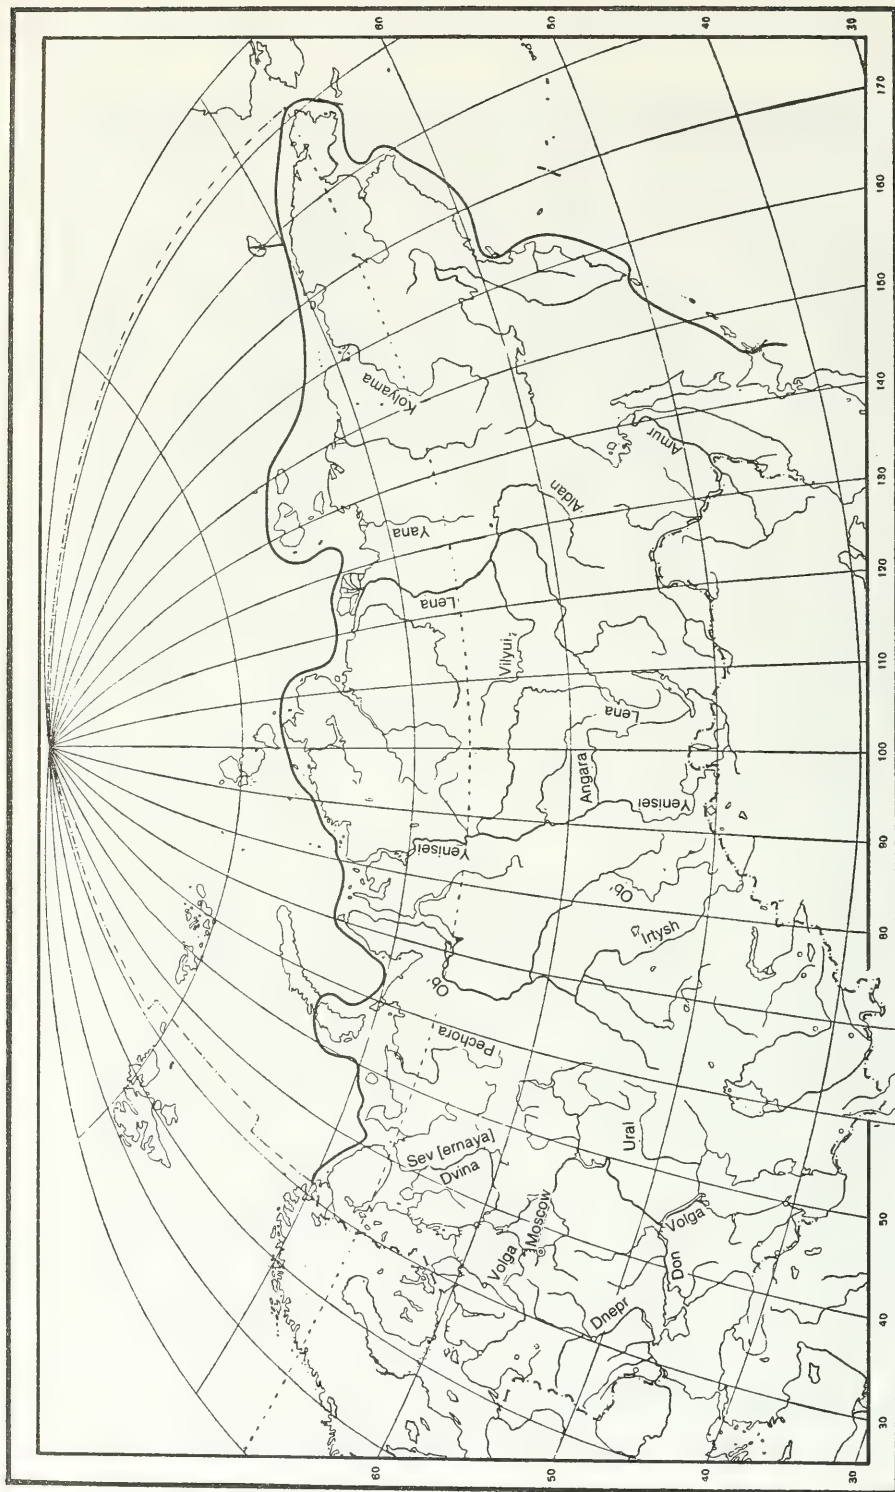 60
50
40
30
Kolyama
Yana
Lena
Aldan
Amur
Vilyui
Lena
Angara
Yenisei
Yenisei
Ob'
Ob'
Irtysh
Pechora
Sev [ernaya]
Dvina
Ural
Volga
Moscow
Volga
Don
Dnepr
60
50
40
30
30
40
50
80
90
100
110
120
130
140
150
160
170